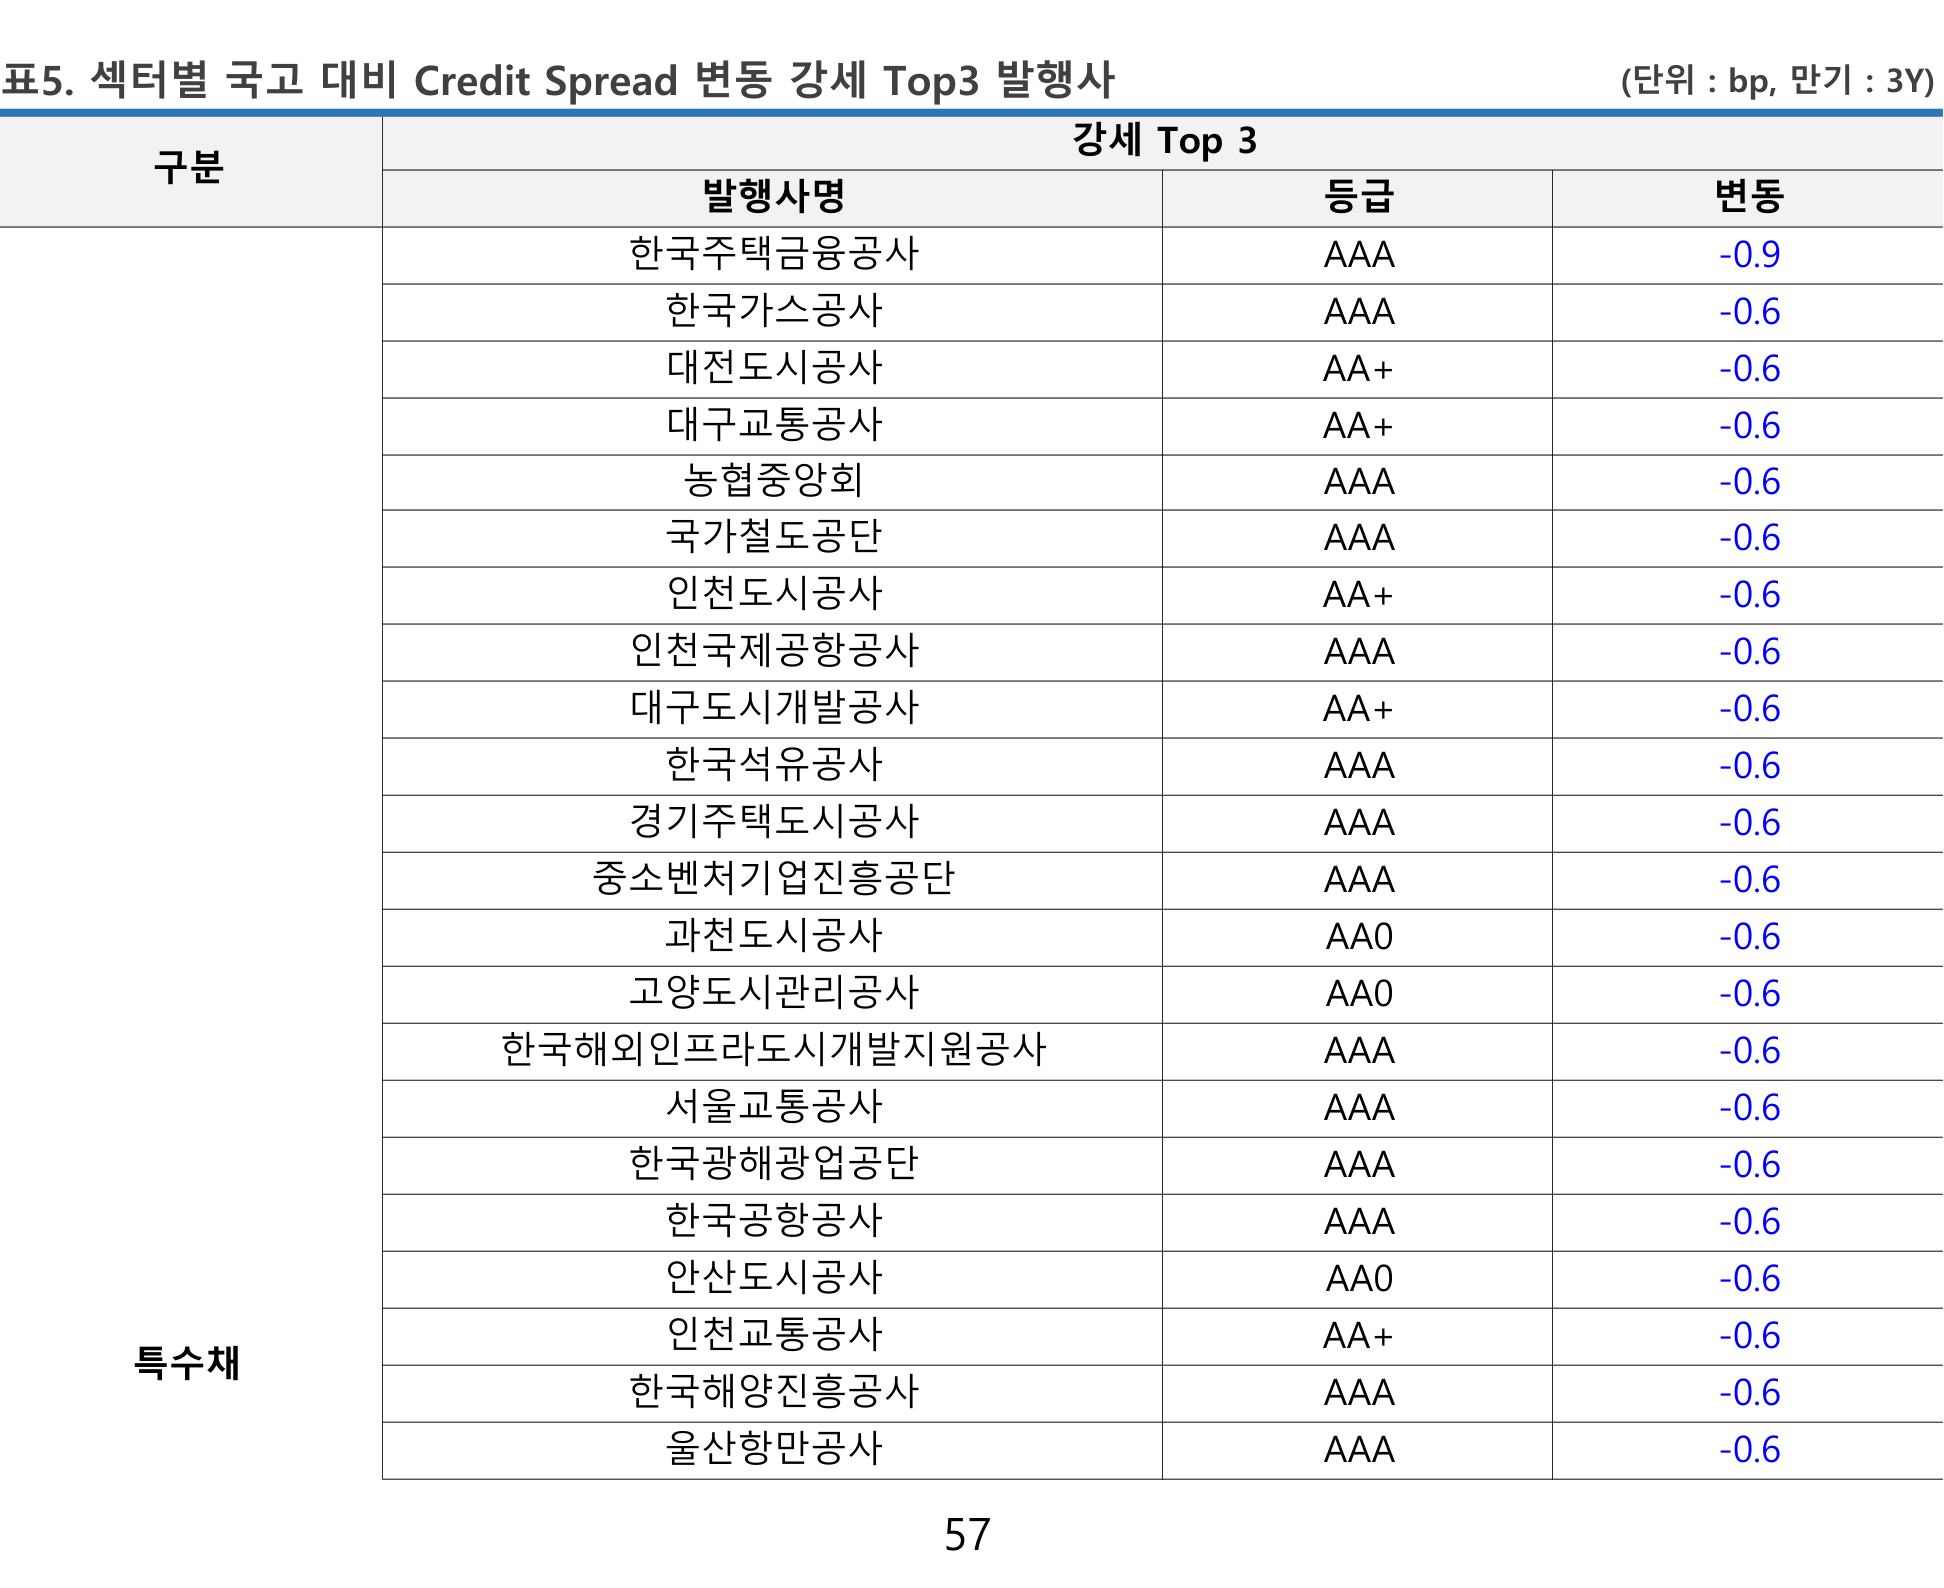 표5. 섹터별 국고 대비 Credit Spread 변동 강세 Top3 발행사 (단위 : bp, 만기 : 3Y)
구분 강세 Top 3
발행사명 등급 변동
한국주택금융공사 AAA -0.9
한국가스공사 AAA -0.6
대전도시공사 AA+ -0.6
대구교통공사 AA+ -0.6
농협중앙회 AAA -0.6
국가철도공단 AAA -0.6
인천도시공사 AA+ -0.6
인천국제공항공사 AAA -0.6
대구도시개발공사 AA+ -0.6
한국석유공사 AAA -0.6
경기주택도시공사 AAA -0.6
중소벤처기업진흥공단 AAA -0.6
과천도시공사 AA0 -0.6
고양도시관리공사 AA0 -0.6
한국해외인프라도시개발지원공사 AAA -0.6
서울교통공사 AAA -0.6
한국광해광업공단 AAA -0.6
한국공항공사 AAA -0.6
안산도시공사 AA0 -0.6
인천교통공사 AA+ -0.6
특수채
한국해양진흥공사 AAA -0.6
울산항만공사 AAA -0.6
57